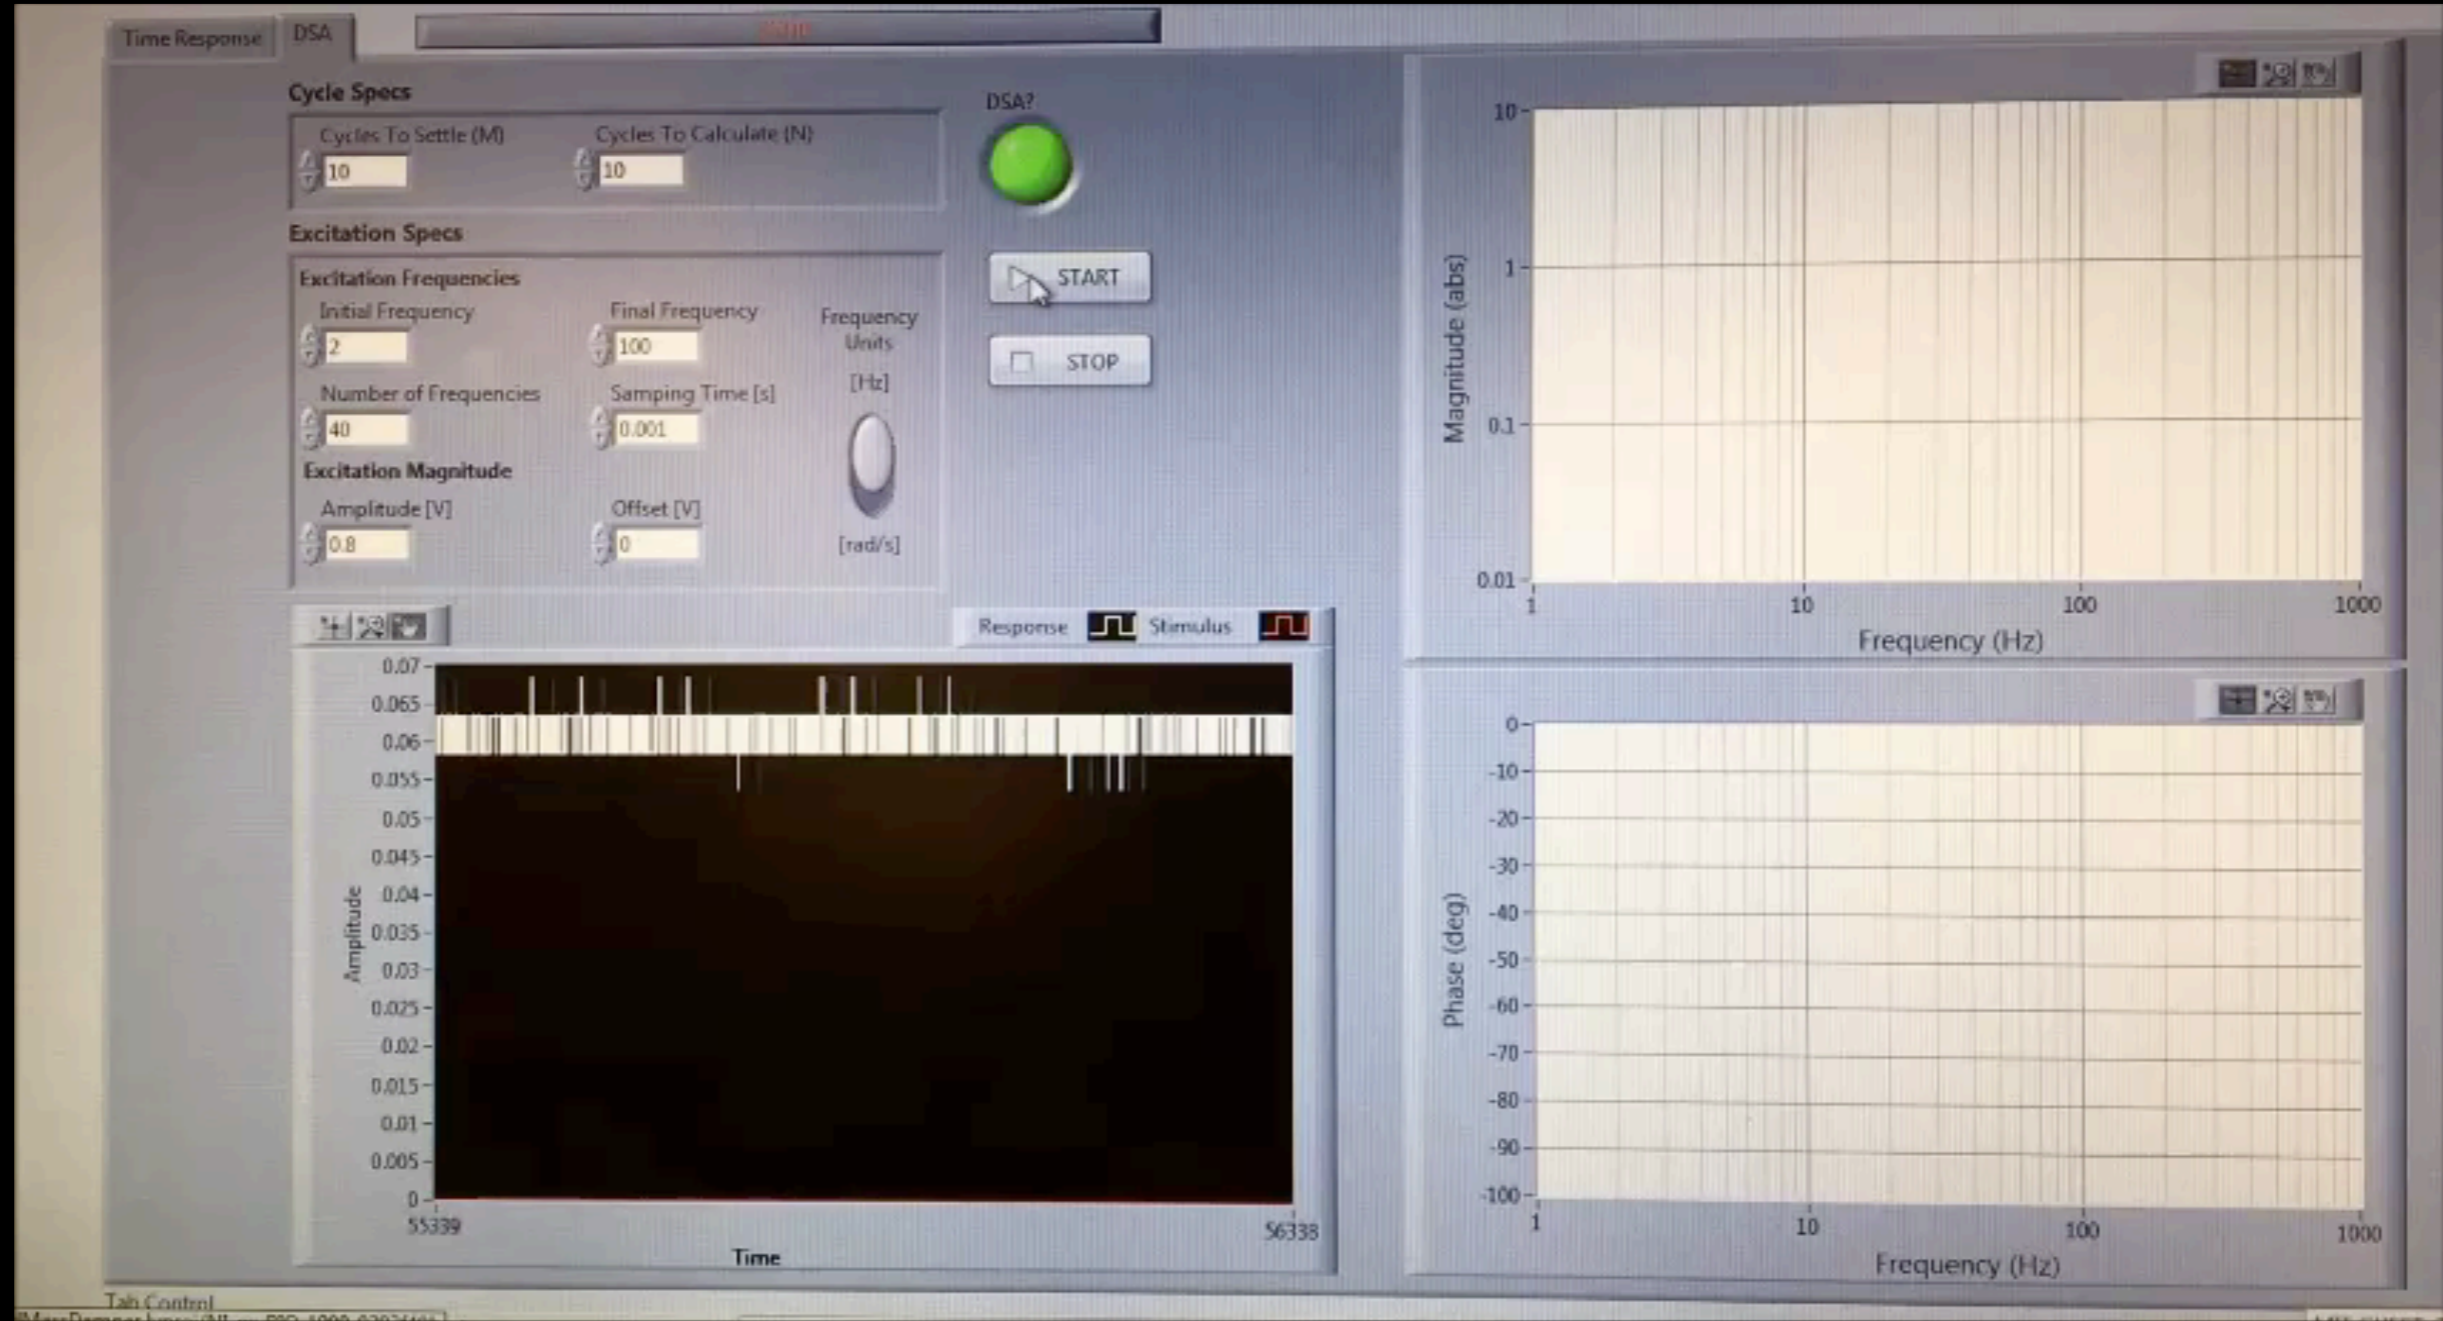 Time Response
DSA
Cycle Specs
Cycles To Settle (M)
Cycles To Calculate (N)
10
10
DSA?
Excitation Specs
Excitation Frequencies
Initial Frequency
Final Frequency
Frequency
Units
2
100
[Hz]
Number of Frequencies
Samping Time [s]
40
0.001
Excitation Magnitude
Amplitude [V]
Offset [V]
0.8
0
[rad/s]
START
STOP
Response
Stimulus
0.07
0.065
0.06
0.055
0.05
0.045
0.04
0.035
0.03
0.025
0.02
0.015
0.01
0.005
0
Amplitude
55339
56338
Time
10
1
0.1
0.01
Magnitude (abs)
1
10
100
1000
Frequency (Hz)
0
-10
-20
-30
-40
-50
-60
-70
-80
-90
-100
Phase (deg)
1
10
100
1000
Frequency (Hz)
Tab Control